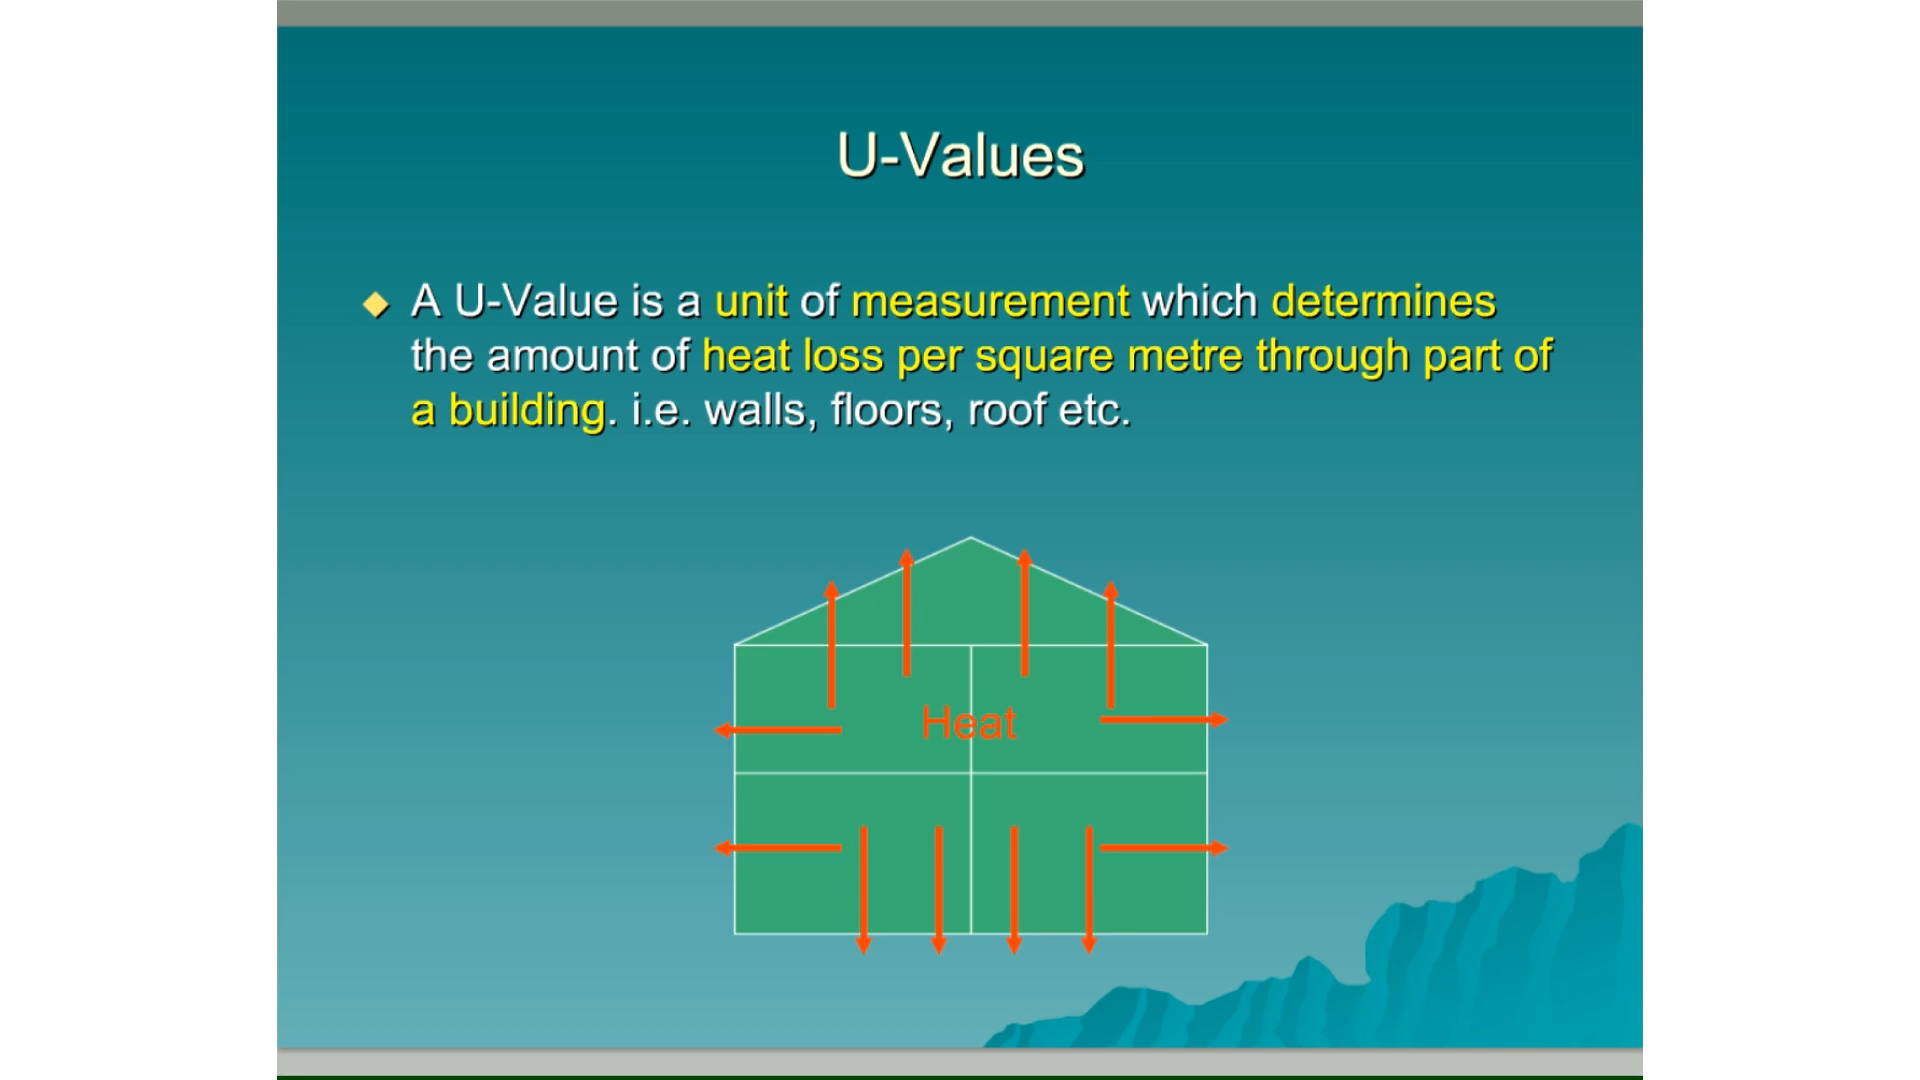 U-Values
A U-Value is a unit of measurement which determines
the amount of heat loss per square metre through part of
a building. i.e. walls, floors, roof etc.
Heat